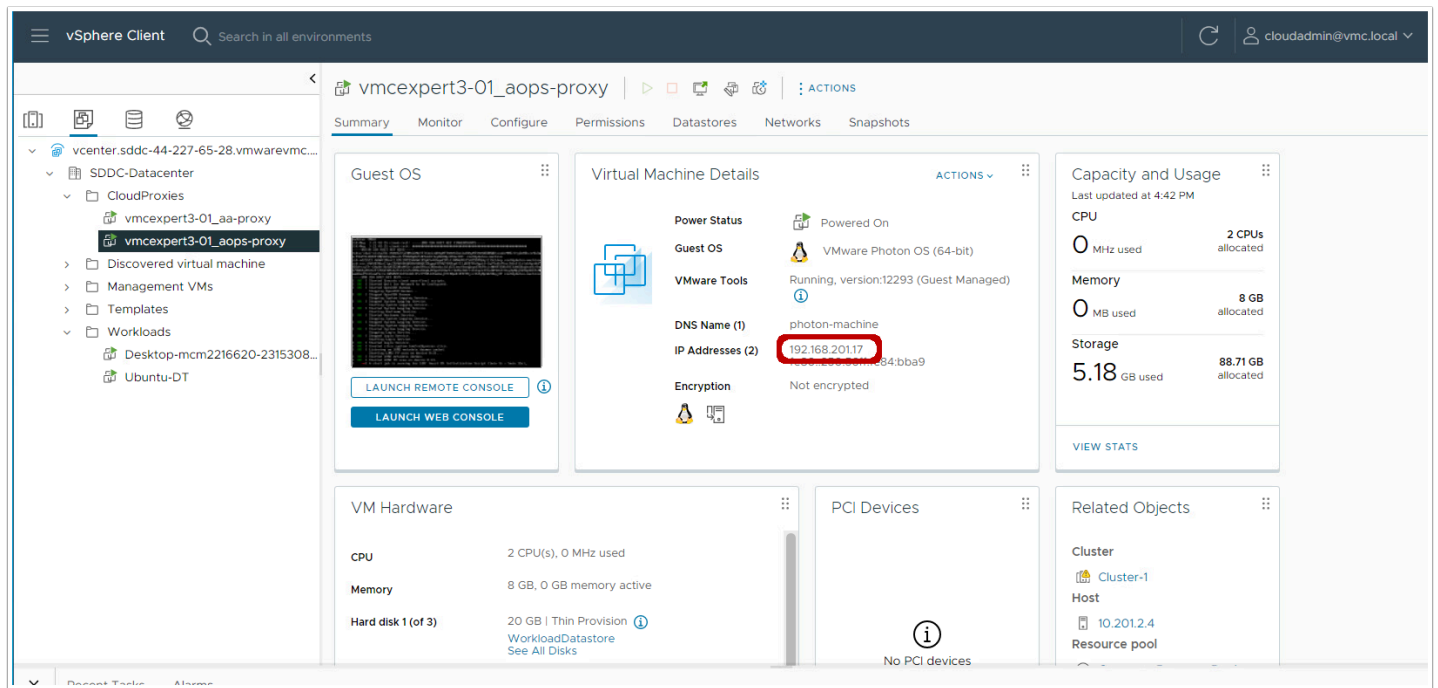 vSphere Client
Search in all environments
cloudadmin@vmc.local
vcenter.sddc-44-227-65-28.vmwarevmc....
SDDC-Datacenter
CloudProxies
vmcexpert3-01_aa-proxy
vmcexpert3-01_aops-proxy
Discovered virtual machine
Management VMs
Templates
Workloads
Desktop-mcm2216620-2315308...
Ubuntu-DT
vmcexpert3-01_aops-proxy
ACTIONS
Summary Monitor Configure Permissions Datastores Networks Snapshots
Guest OS
LAUNCH REMOTE CONSOLE
LAUNCH WEB CONSOLE
Virtual Machine Details
ACTIONS
Power Status Powered On
Guest OS VMware Photon OS (64-bit)
VMware Tools Running, version:12293 (Guest Managed)
DNS Name (1) photon-machine
IP Addresses (2) 192.168.201.17
84:bba9
Encryption Not encrypted
Capacity and Usage
Last updated at 4:42 PM
CPU
0 MHz used 2 CPUs allocated
Memory
0 MB used 8 GB allocated
Storage
5.18 GB used 88.71 GB allocated
VIEW STATS
VM Hardware
CPU 2 CPU(s), 0 MHz used
Memory 8 GB, 0 GB memory active
Hard disk 1 (of 3) 20 GB | Thin Provision
WorkloadDatastore
See All Disks
PCI Devices
No PCI devices
Related Objects
Cluster
Cluster-1
Host
10.201.2.4
Resource pool
Recent Tasks Alarms